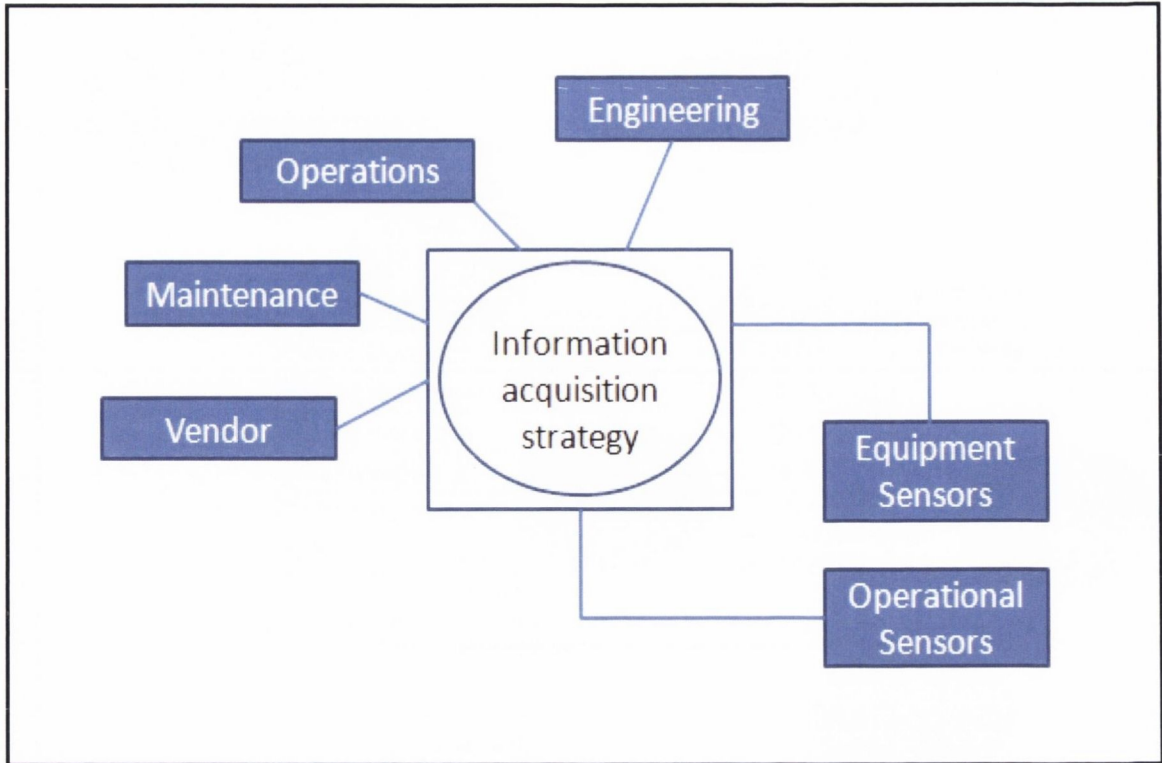 Engineering
Operations
Maintenance
Vendor
Information
acquisition
strategy
Equipment
Sensors
Operational
Sensors